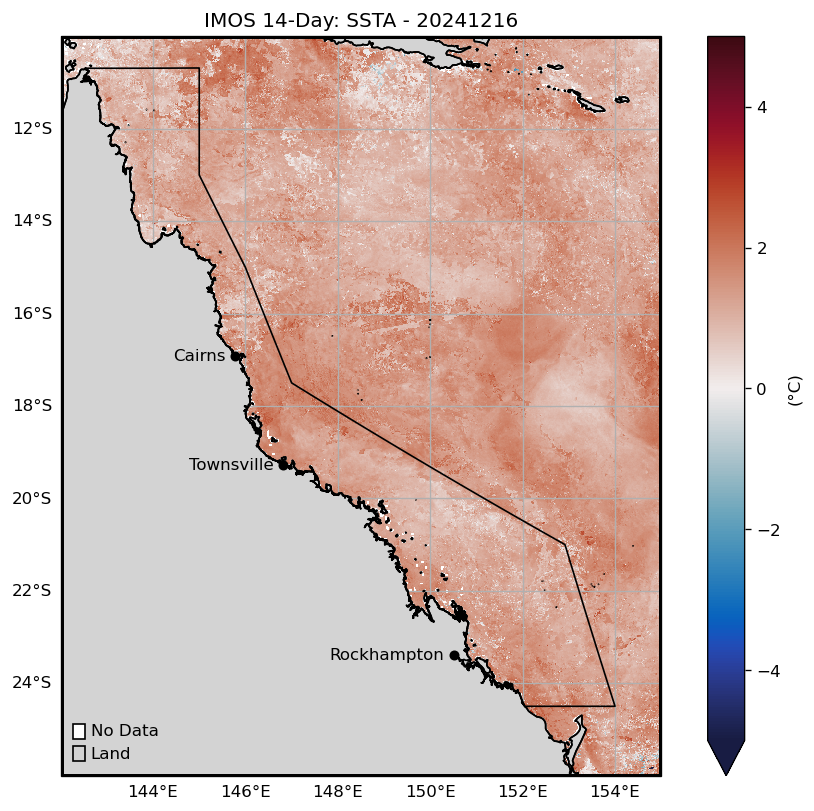 IMOS 14-Day: SSTA - 20241216
12°S
14°S
16°S
18°S
20°S
22°S
24°S
Cairns
Townsville
Rockhampton
No Data
Land
144°E 146°E 148°E 150°E 152°E 154°E
4
2
0
−2
−4
(°C)